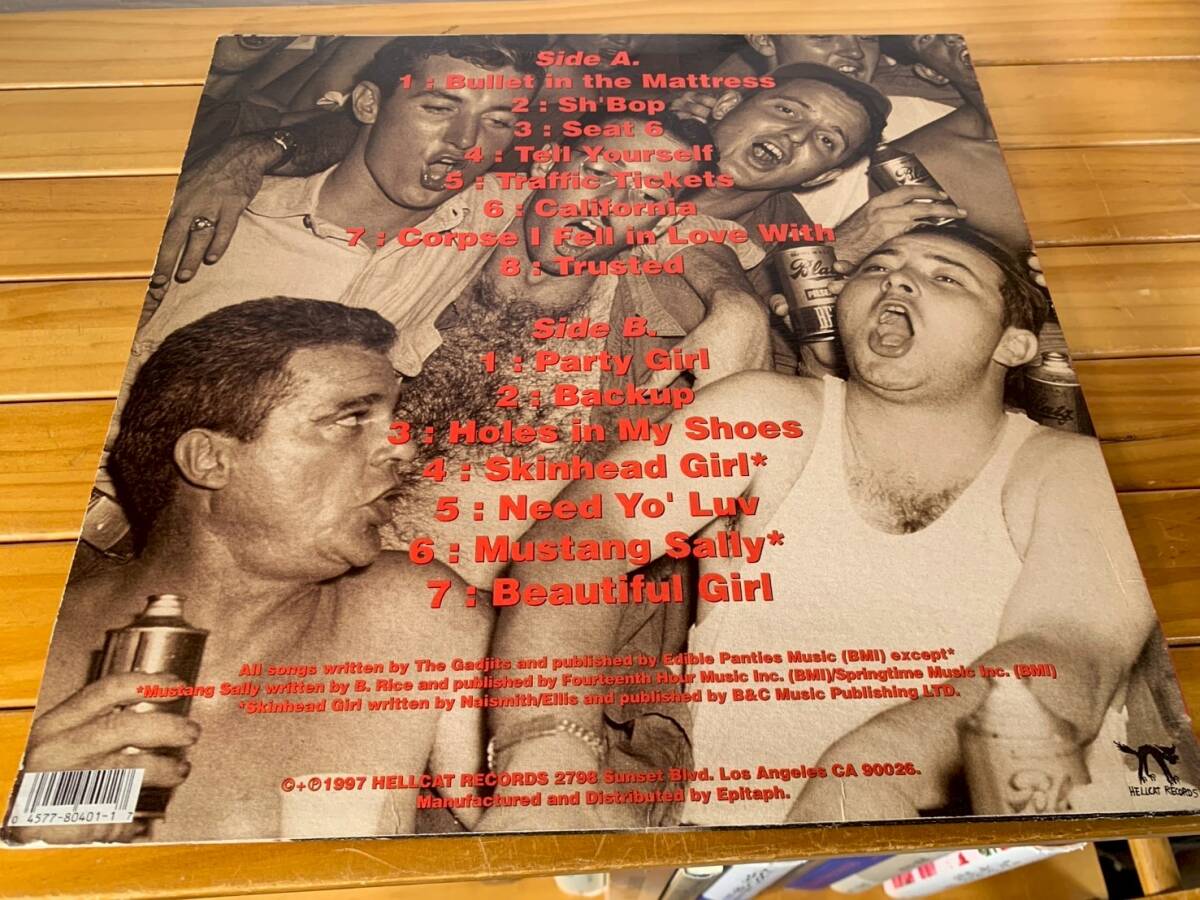 Side A.
1 : Bullet in the Mattress
2 : Sh'Bop
3 : Seat 6
4 : Tell Yourself
5 : Traffic Tickets
6 : California
7 : Corpse I Fell in Love With
8 : Trusted
Side B.
1 : Party Girl
2 : Backup
3 : Holes in My Shoes
4 : Skinhead Girl*
5 : Need Yo' Luv
6 : Mustang Sally*
7 : Beautiful Girl
All songs written by The Gadjits and published by Edible Panties Music (BMI) except*
*Mustang Sally written by B. Rice and published by Fourteenth Hour Music Inc. (BMI)/Springtime Music Inc. (BMI)
*Skinhead Girl written by Naismith/Ellis and published by B&C Music Publishing LTD.
©+℗1997 HELLCAT RECORDS 2798 Sunset Blvd. Los Angeles CA 90026.
Manufactured and Distributed by Epitaph.
0 4577-80401-1 7
HELLCAT RECORDS